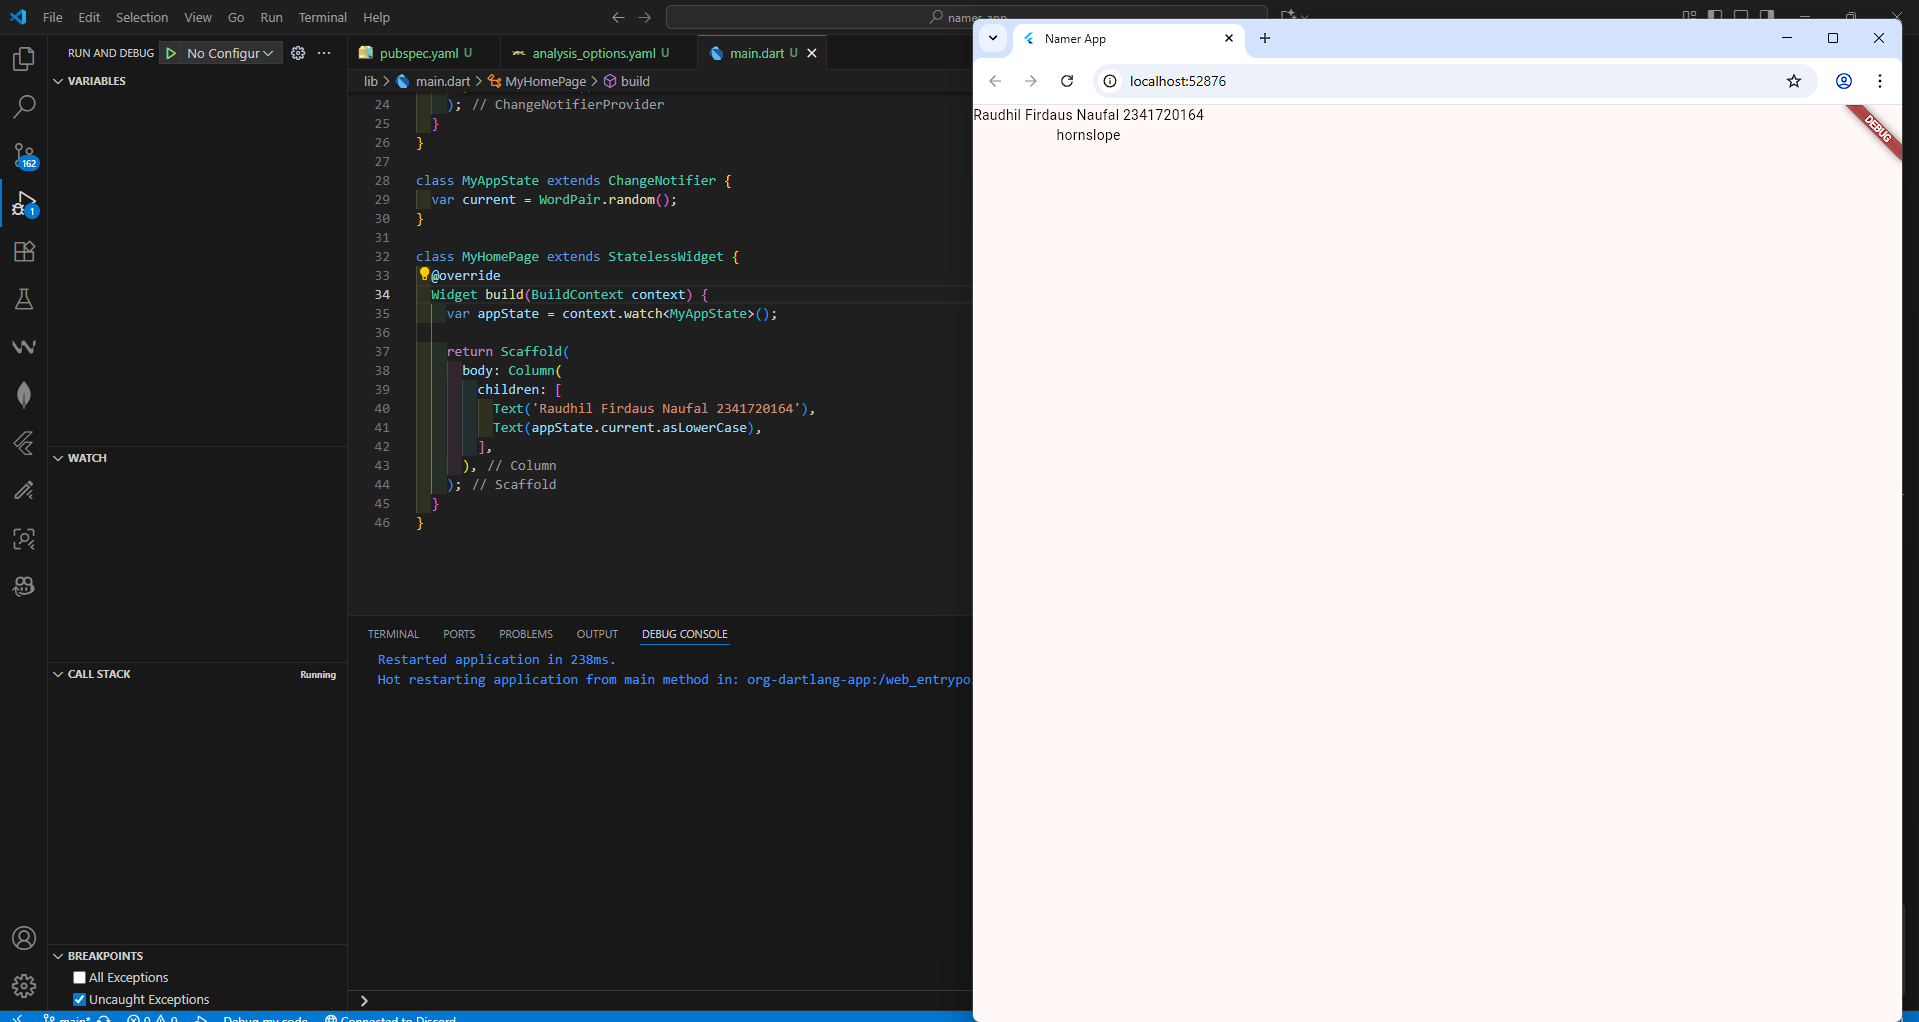 File Edit Selection View Go Run Terminal Help
RUN AND DEBUG No Configur
VARIABLES
162
1
WATCH
CALL STACK Running
BREAKPOINTS
All Exceptions
Uncaught Exceptions
pubspec.yaml U analysis_options.yaml U main.dart U
lib > main.dart > MyHomePage > build
24 ); // ChangeNotifierProvider
25 }
26 }
27
28 class MyAppState extends ChangeNotifier {
29 var current = WordPair.random();
30 }
31
32 class MyHomePage extends StatelessWidget {
33 @override
34 Widget build(BuildContext context) {
35 var appState = context.watch<MyAppState>();
36
37 return Scaffold(
38 body: Column(
39 children: [
40 Text('Raudhil Firdaus Naufal 2341720164'),
41 Text(appState.current.asLowerCase),
42 ],
43 ), // Column
44 ); // Scaffold
45 }
46 }
TERMINAL PORTS PROBLEMS OUTPUT DEBUG CONSOLE
Restarted application in 238ms.
Hot restarting application from main method in: org-dartlang-app:/web_entrypo
main* 0 0 Debug my code Connected to Discord
Namer App
localhost:52876
Raudhil Firdaus Naufal 2341720164
hornslope
DEBUG